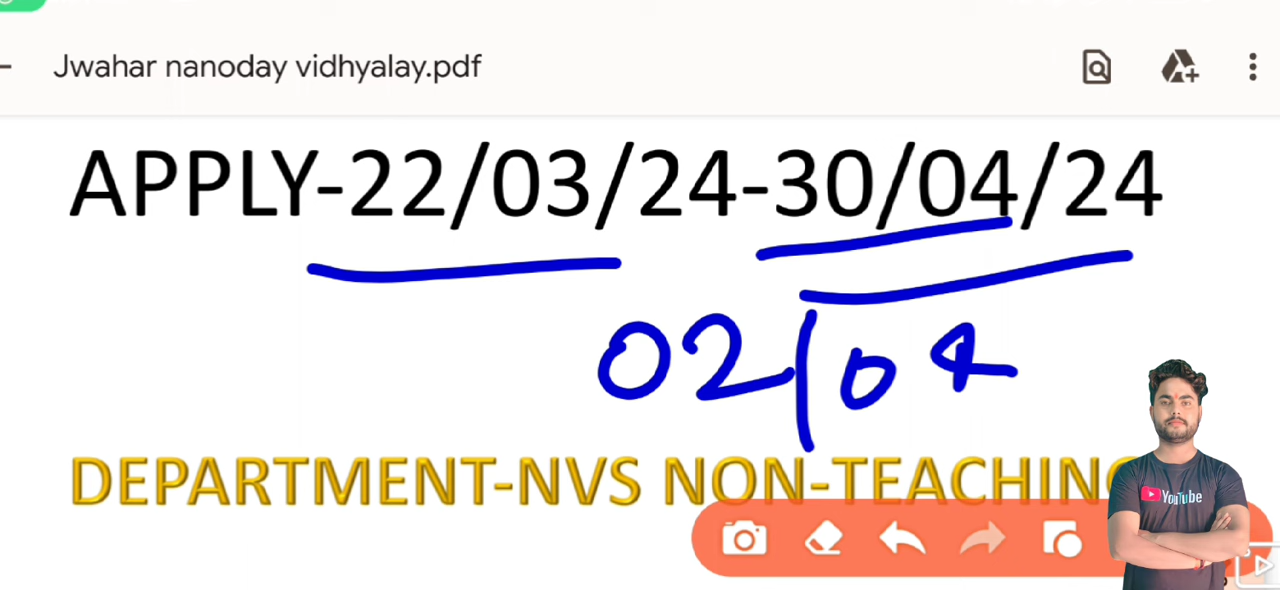 Jwahar nanoday vidhyalay.pdf
APPLY-22/03/24-30/04/24
02/04
DEPARTMENT-NVS NON-TEACHING
YouTube